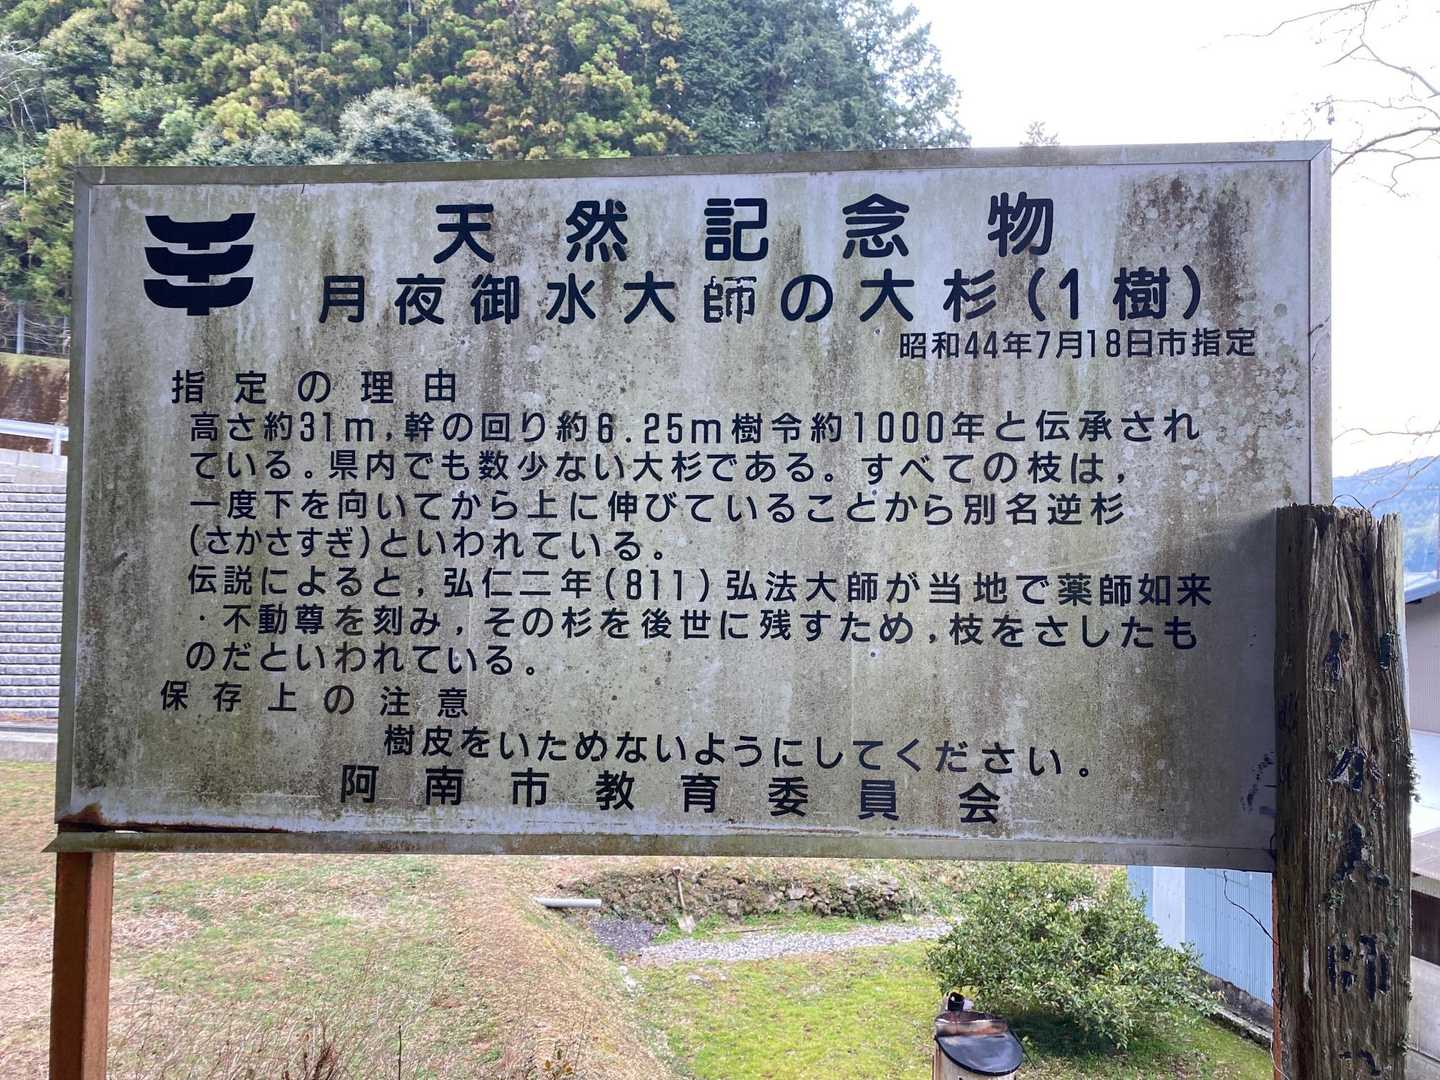 天然記念物
月夜御水大師の大杉(1樹)
昭和44年7月18日市指定
指定の理由
高さ約31m,幹の回り約6.25m樹令約1000年と伝承され
ている。県内でも数少ない大杉である。すべての枝は,
一度下を向いてから上に伸びていることから別名逆杉
(さかさすぎ)といわれている。
伝説によると,弘仁二年(811)弘法大師が当地で薬師如来
・不動尊を刻み,その杉を後世に残すため,枝をさしたも
のだといわれている。
保存上の注意
樹皮をいためないようにしてください。
阿南市教育委員会